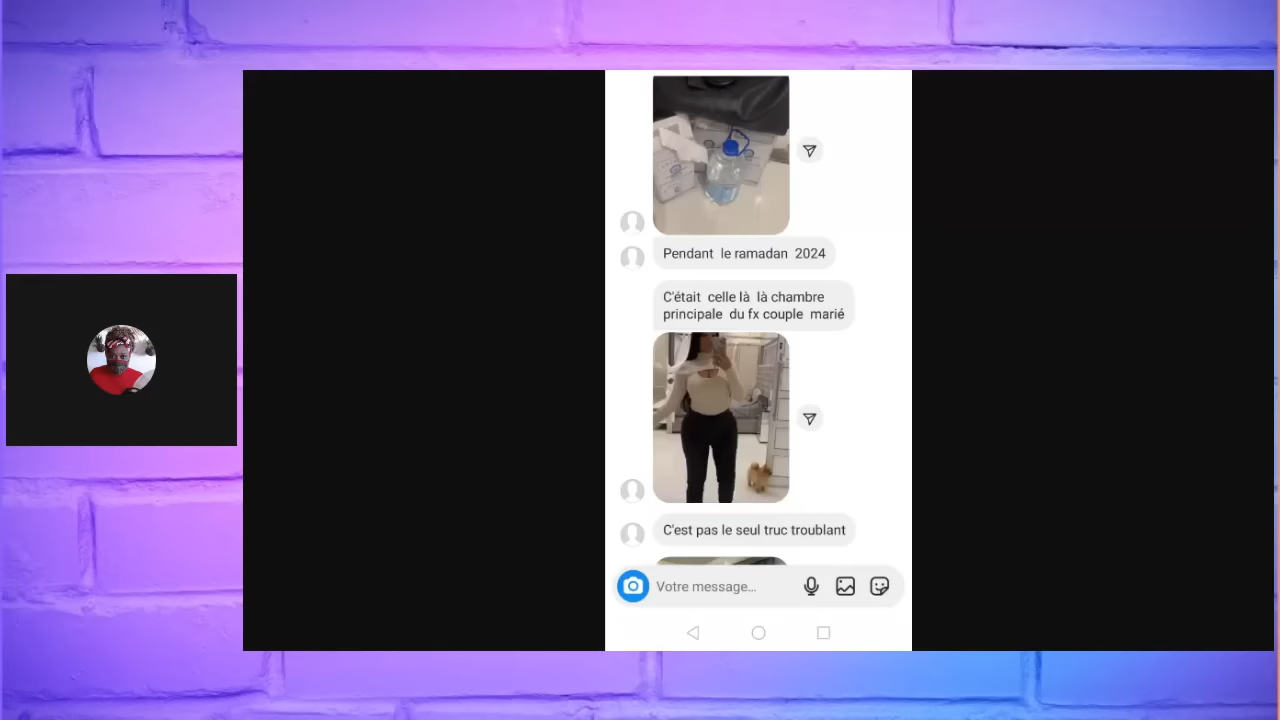 Pendant le ramadan 2024
C'était celle là là chambre
principale du fx couple marié
C'est pas le seul truc troublant
Votre message...